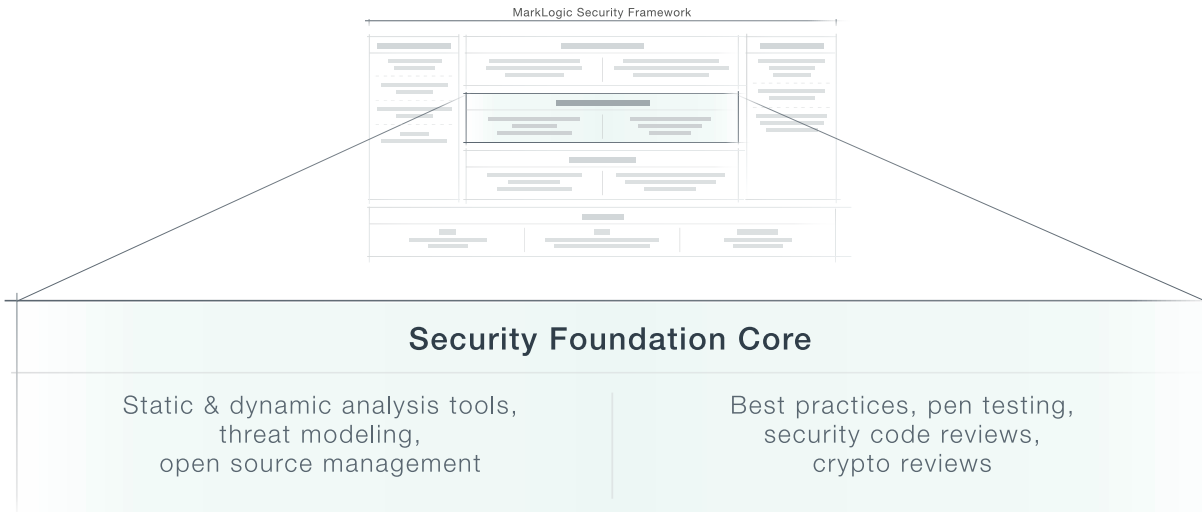 MarkLogic Security Framework
Security Foundation Core
Static & dynamic analysis tools,
threat modeling,
open source management
Best practices, pen testing,
security code reviews,
crypto reviews